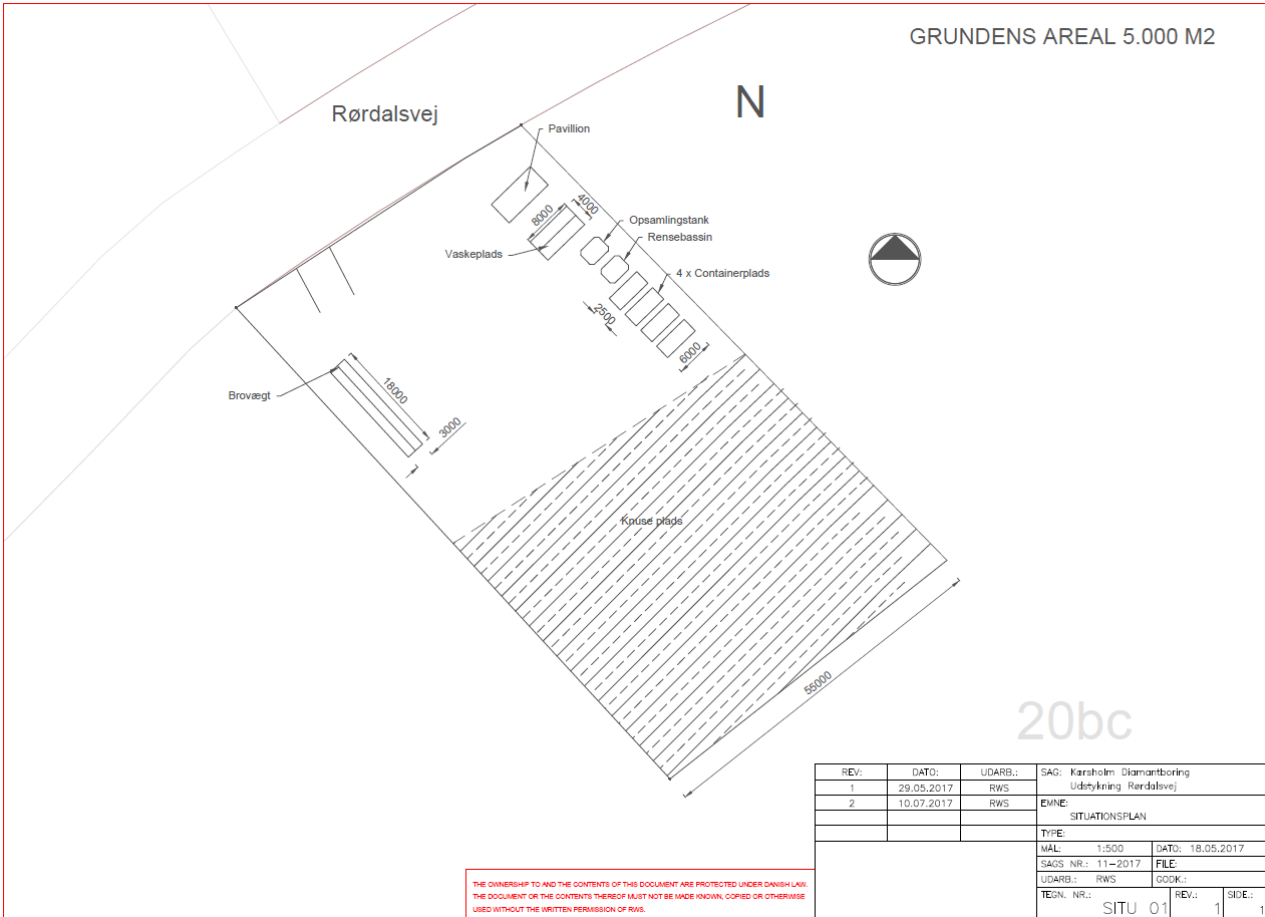 GRUNDENS AREAL 5.000 M2
N
Rørdalsvej
Pavillion
4000
8000
Opsamlingstank
Rensebassin
Vaskeplads
4 x Containerplads
2500
6000
Brovægt
18000
3000
Knuse plads
55000
20bc
REV: DATO: UDARB.:
1 29.05.2017 RWS
2 10.07.2017 RWS
SAG: Kærsholm Diamantboring
Udstykning Rørdalsvej
EMNE:
SITUATIONSPLAN
TYPE:
MÅL: 1:500 DATO: 18.05.2017
SAGS NR.: 11-2017 FILE:
UDARB.: RWS GODK.:
TEGN. NR.: SITU 01 REV.: 1 SIDE.: 1
THE OWNERSHIP TO AND THE CONTENTS OF THIS DOCUMENT ARE PROTECTED UNDER DANISH LAW.
THE DOCUMENT OR THE CONTENTS THEREOF MUST NOT BE MADE KNOWN, COPIED OR OTHERWISE
USED WITHOUT THE WRITTEN PERMISSION OF RWS.